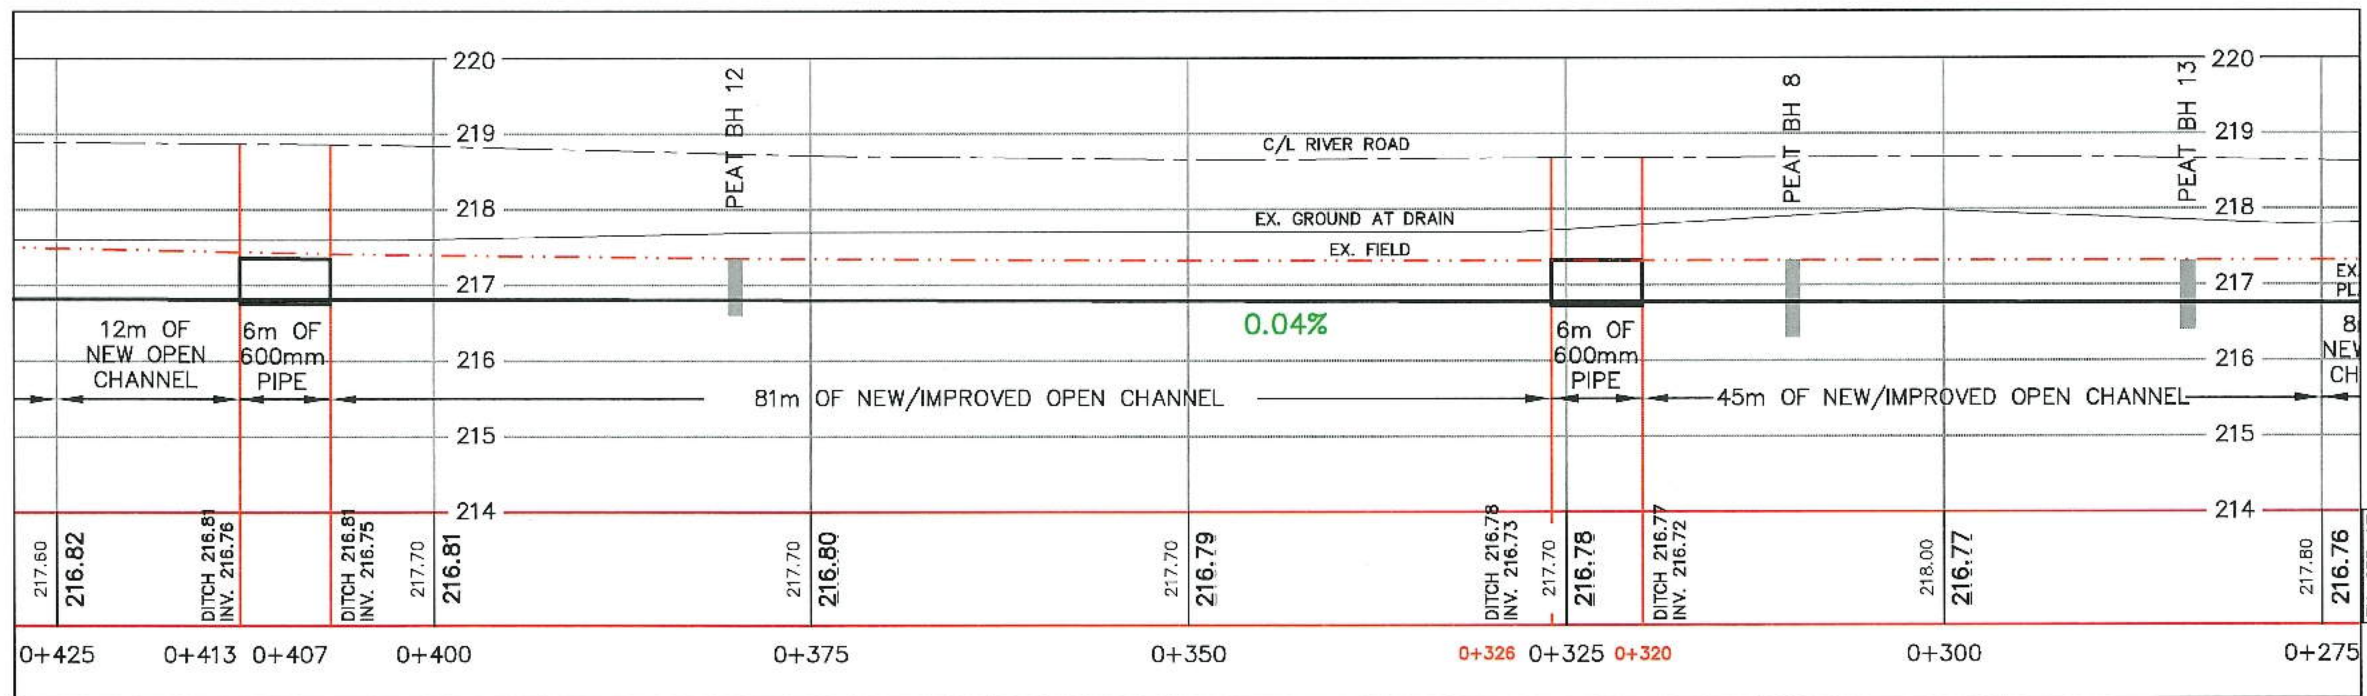 220
220
219
219
218
218
217
217
216
216
215
215
214
214
PEAT BH 12
PEAT BH 8
PEAT BH 13
C/L RIVER ROAD
EX. GROUND AT DRAIN
EX. FIELD
EX.
0.04%
12m OF
NEW OPEN
CHANNEL
6m OF
600mm
PIPE
81m OF NEW/IMPROVED OPEN CHANNEL
6m OF
600mm
PIPE
45m OF NEW/IMPROVED OPEN CHANNEL
217.60
216.82
DITCH 216.81
INV. 216.76
DITCH 216.81
INV. 216.75
217.70
216.81
217.70
216.80
217.70
216.79
DITCH 216.78
INV. 216.73
217.70
216.78
DITCH 216.77
INV. 216.72
218.00
216.77
217.80
216.76
0+425
0+413
0+407
0+400
0+375
0+350
0+326
0+325
0+320
0+300
0+275